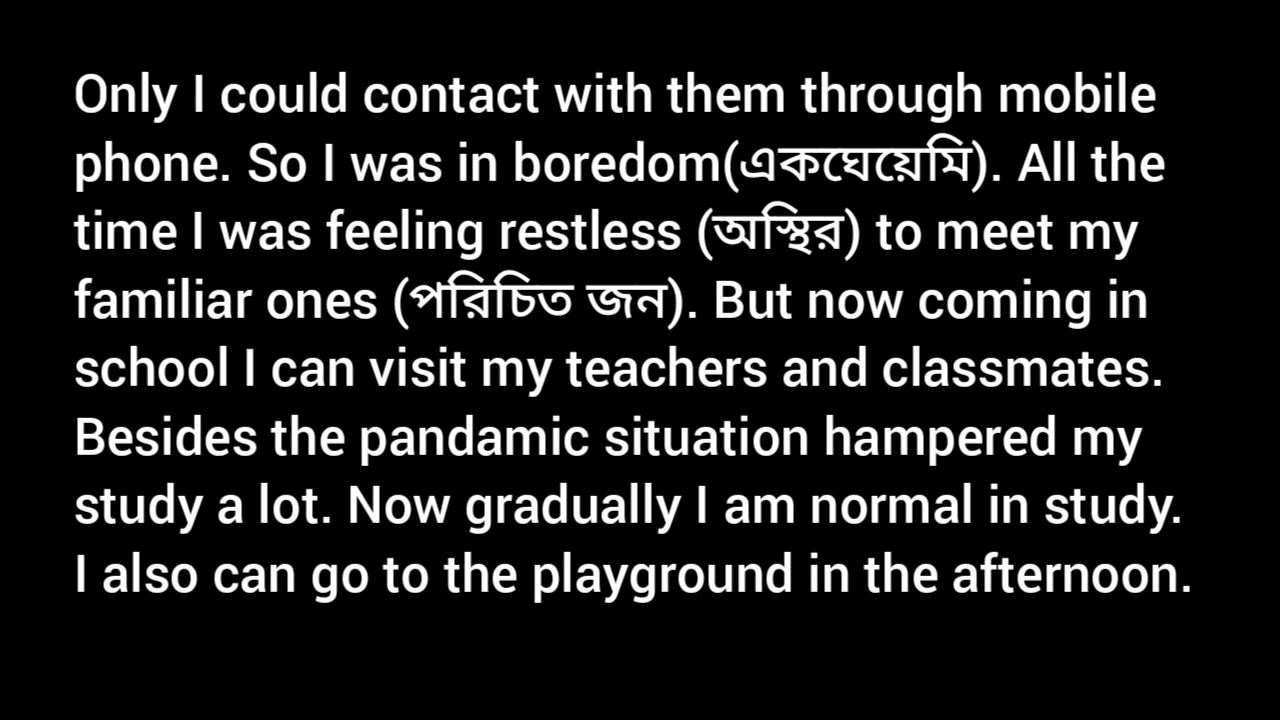 Only I could contact with them through mobile
phone. So I was in boredom(একঘেয়েমি). All the
time I was feeling restless (অস্থির) to meet my
familiar ones (পরিচিত জন). But now coming in
school I can visit my teachers and classmates.
Besides the pandamic situation hampered my
study a lot. Now gradually I am normal in study.
I also can go to the playground in the afternoon.